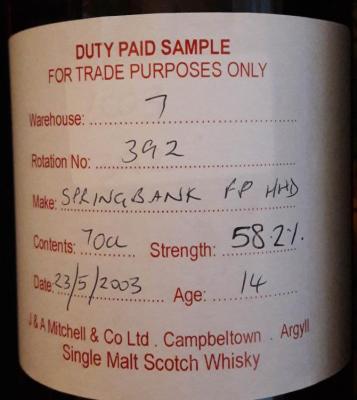 DUTY PAID SAMPLE
FOR TRADE PURPOSES ONLY
Warehouse: 7
Rotation No: 392
Make: SPRINGBANK FP HHD
Contents: 70cl Strength: 58.2%.
Date: 23/5/2003 Age: 14
J & A Mitchell & Co Ltd . Campbeltown . Argyll
Single Malt Scotch Whisky